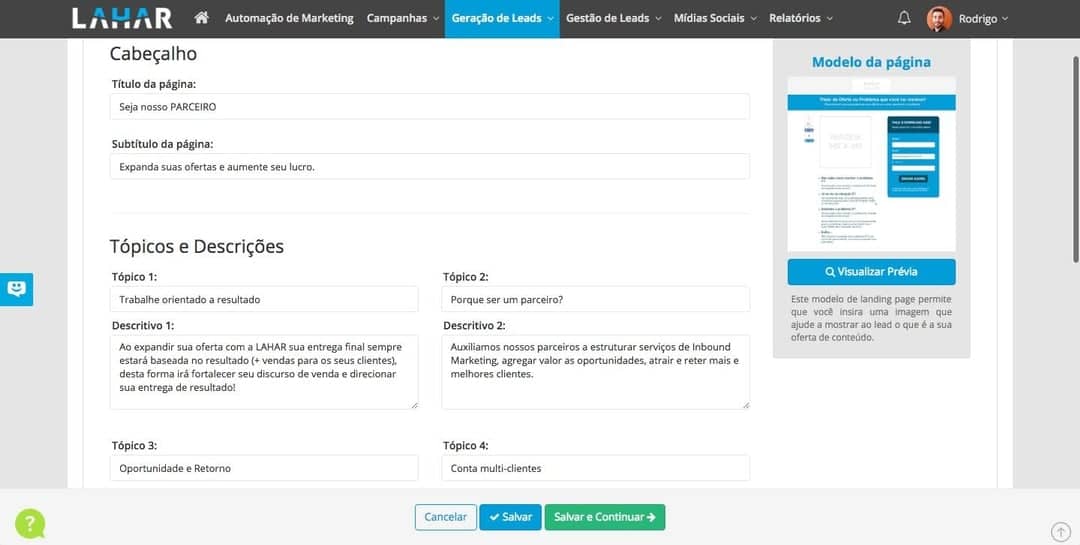 LAHAR
Automação de Marketing
Campanhas
Geração de Leads
Gestão de Leads
Mídias Sociais
Relatórios
Rodrigo
Cabeçalho
Título da página:
Seja nosso PARCEIRO
Subtítulo da página:
Expanda suas ofertas e aumente seu lucro.
Tópicos e Descrições
Tópico 1:
Trabalhe orientado a resultado
Descritivo 1:
Ao expandir sua oferta com a LAHAR sua entrega final sempre
estará baseada no resultado (+ vendas para os seus clientes),
desta forma irá fortalecer seu discurso de venda e direcionar
sua entrega de resultado!
Tópico 2:
Porque ser um parceiro?
Descritivo 2:
Auxiliamos nossos parceiros a estruturar serviços de Inbound
Marketing, agregar valor as oportunidades, atrair e reter mais e
melhores clientes.
Tópico 3:
Oportunidade e Retorno
Tópico 4:
Conta multi-clientes
Modelo da página
Visualizar Prévia
Este modelo de landing page permite
que você insira uma imagem que
ajude a mostrar ao lead o que é a sua
oferta de conteúdo.
?
Cancelar
Salvar
Salvar e Continuar